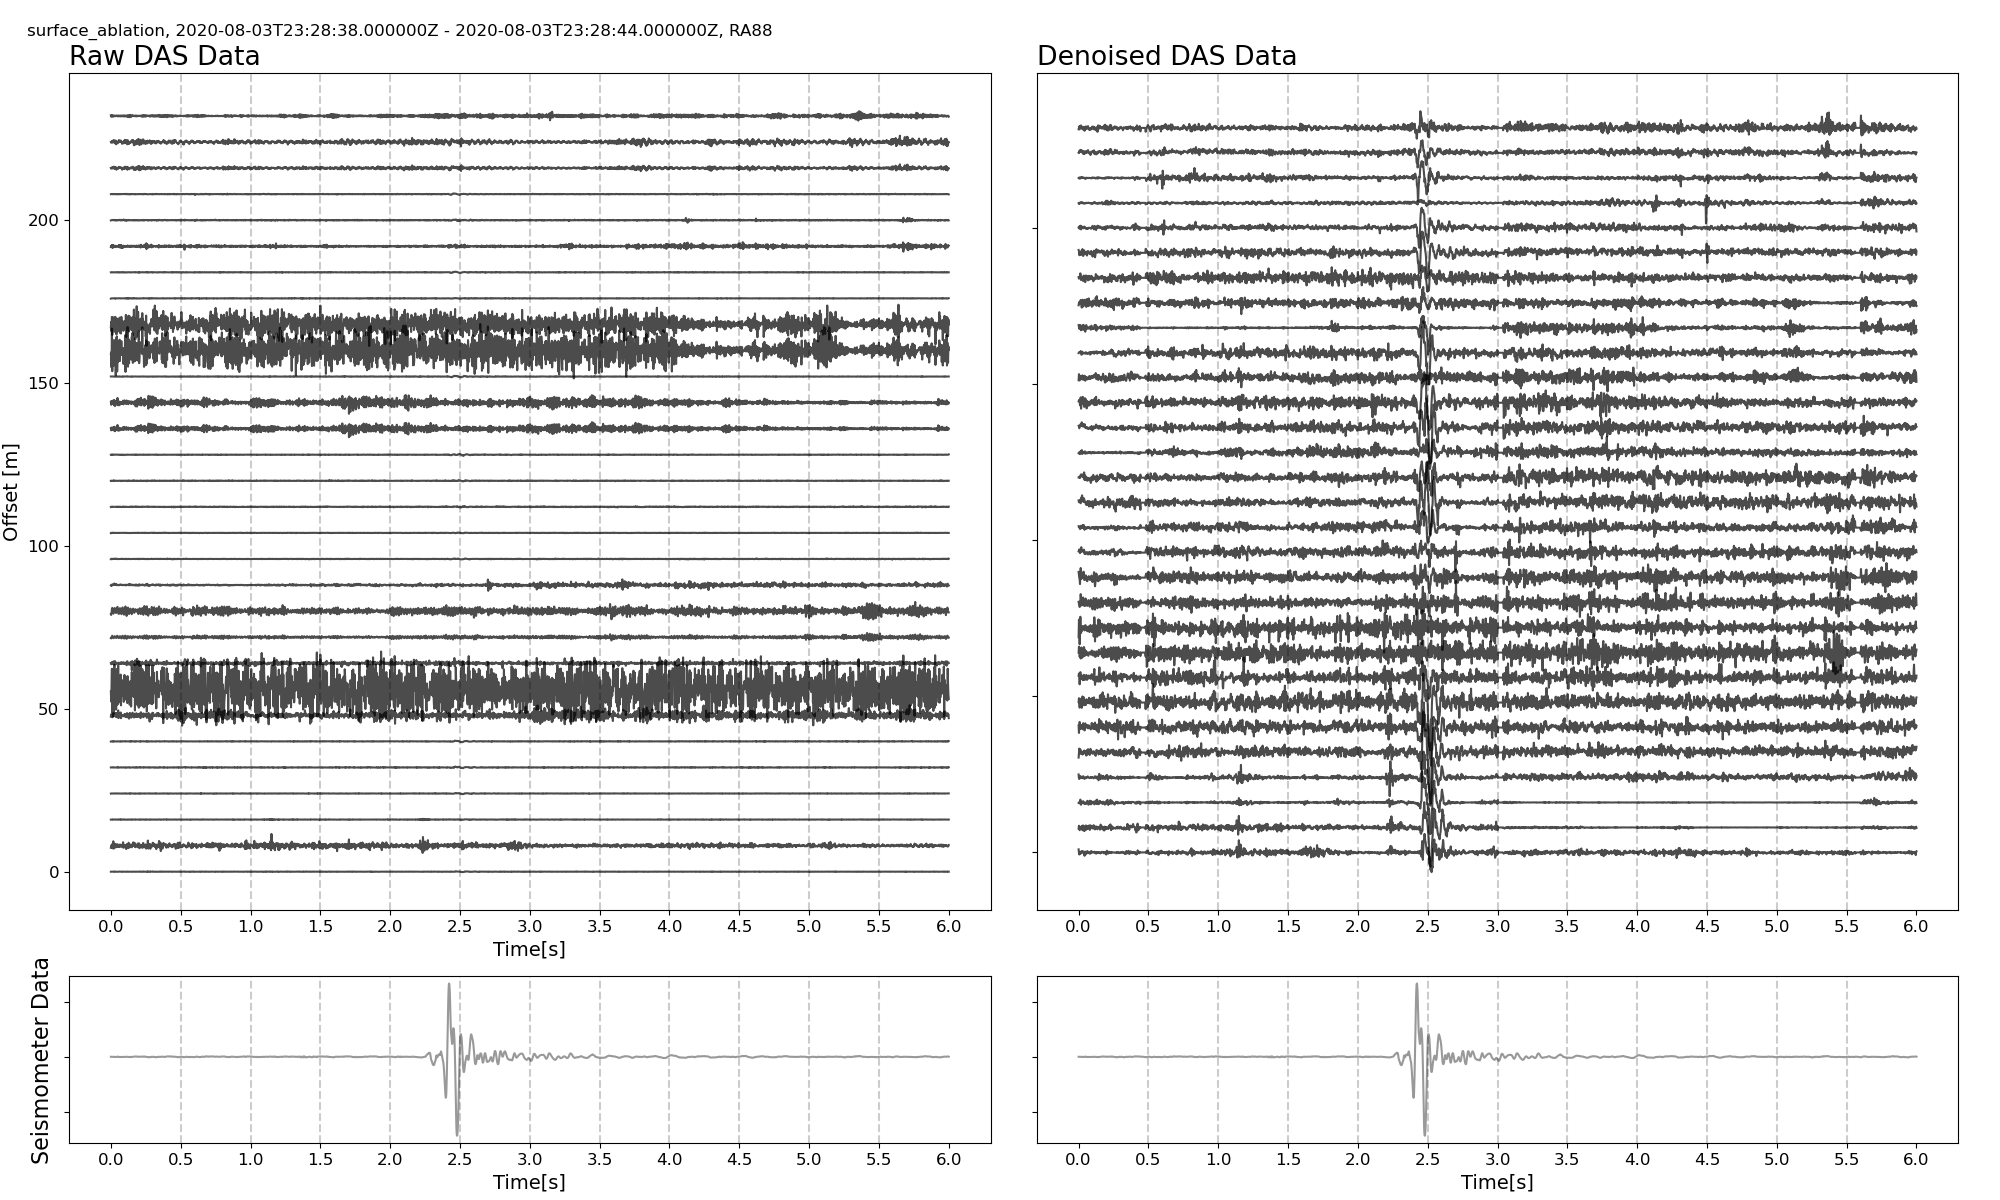 surface_ablation, 2020-08-03T23:28:38.000000Z - 2020-08-03T23:28:44.000000Z, RA88
Raw DAS Data
Denoised DAS Data
Offset [m]
200
150
100
50
0
0.0 0.5 1.0 1.5 2.0 2.5 3.0 3.5 4.0 4.5 5.0 5.5 6.0
Time[s]
0.0 0.5 1.0 1.5 2.0 2.5 3.0 3.5 4.0 4.5 5.0 5.5 6.0
Seismometer Data
0.0 0.5 1.0 1.5 2.0 2.5 3.0 3.5 4.0 4.5 5.0 5.5 6.0
Time[s]
0.0 0.5 1.0 1.5 2.0 2.5 3.0 3.5 4.0 4.5 5.0 5.5 6.0
Time[s]